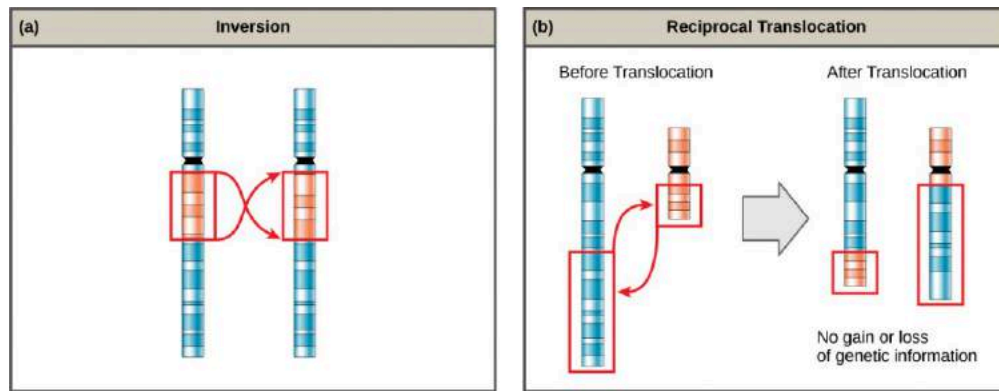 (a) Inversion
(b) Reciprocal Translocation
Before Translocation
After Translocation
No gain or loss
of genetic information